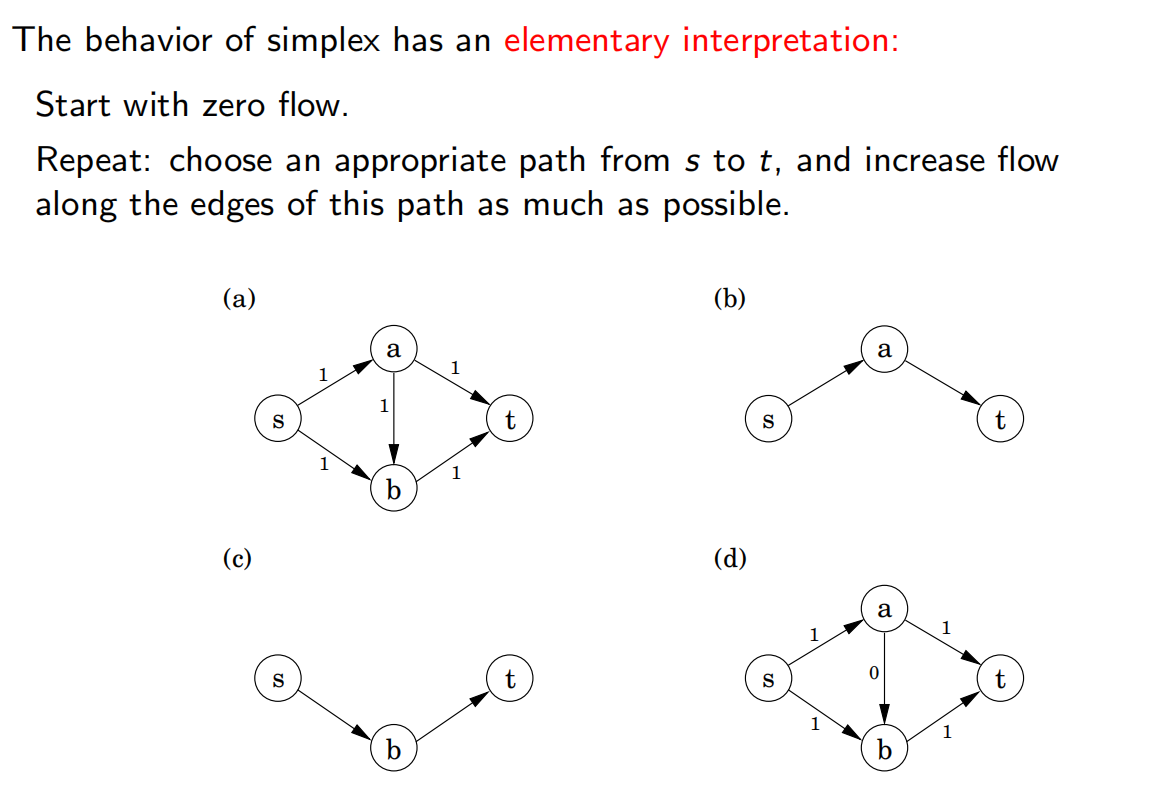 The behavior of simplex has an elementary interpretation:
Start with zero flow.
Repeat: choose an appropriate path from s to t, and increase flow
along the edges of this path as much as possible.
(a)
a
1
1
s
1
t
1
1
b
(b)
a
s
t
(c)
s
t
b
(d)
a
1
1
s
0
t
1
1
b